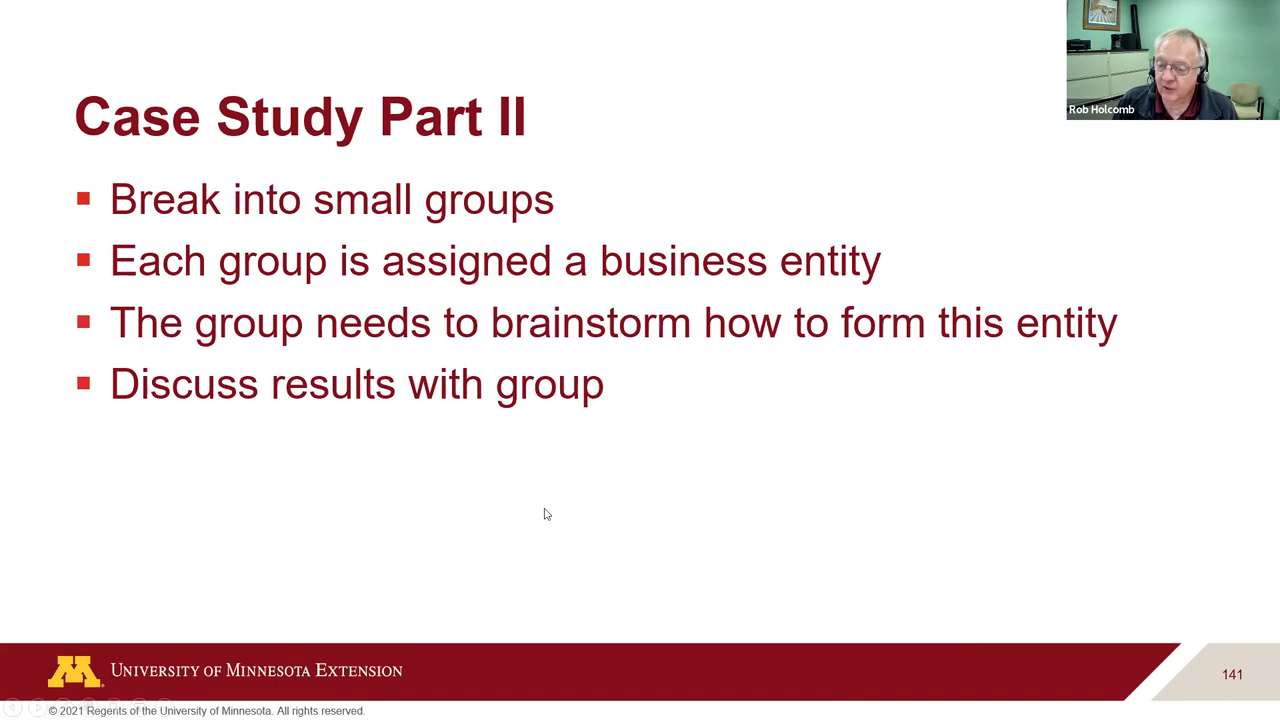 Rob Holcomb
Case Study Part II
Break into small groups
Each group is assigned a business entity
The group needs to brainstorm how to form this entity
Discuss results with group
UNIVERSITY OF MINNESOTA EXTENSION
141
© 2021 Regents of the University of Minnesota. All rights reserved.